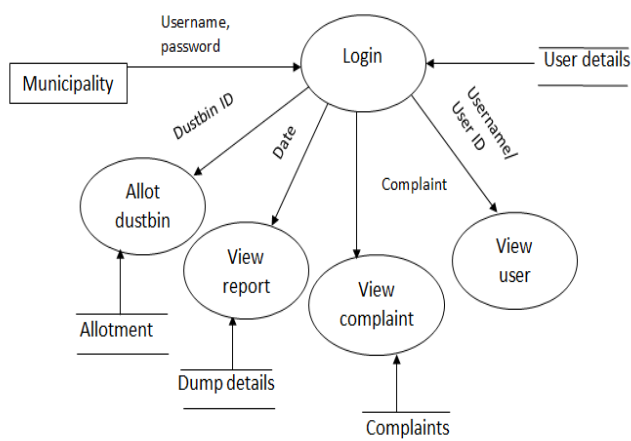 Username,
password
Login
User details
Municipality
Dustbin ID
Date
Username/
User ID
Complaint
Allot
dustbin
View
report
View
complaint
View
user
Allotment
Dump details
Complaints